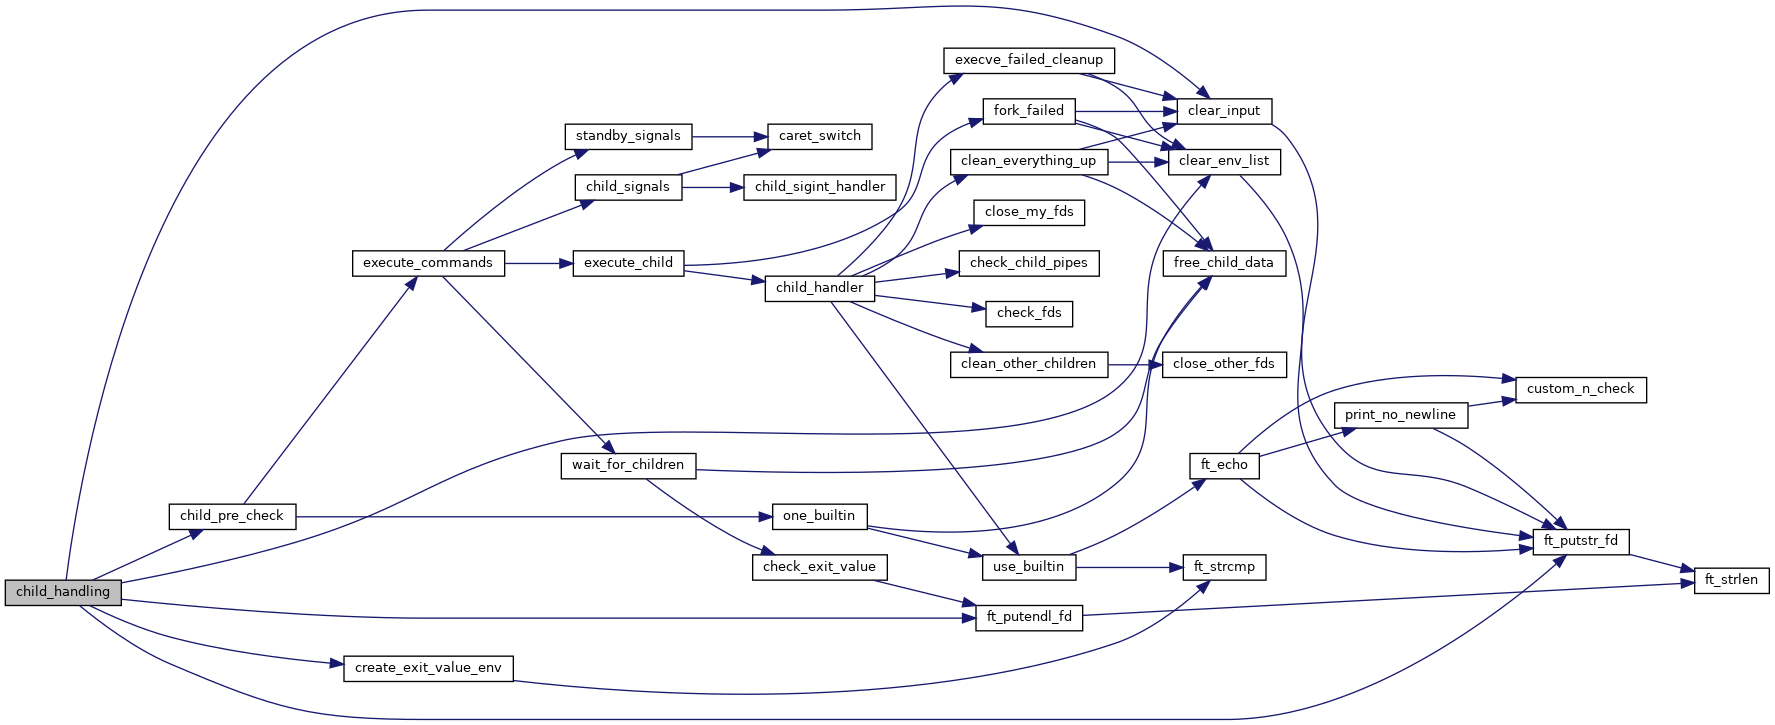 execve_failed_cleanup
fork_failed
clear_input
standby_signals
caret_switch
clean_everything_up
clear_env_list
child_signals
child_sigint_handler
close_my_fds
execute_commands
execute_child
check_child_pipes
free_child_data
child_handler
check_fds
clean_other_children
close_other_fds
custom_n_check
print_no_newline
wait_for_children
ft_echo
child_pre_check
one_builtin
ft_putstr_fd
check_exit_value
use_builtin
ft_strcmp
ft_strlen
child_handling
ft_putendl_fd
create_exit_value_env